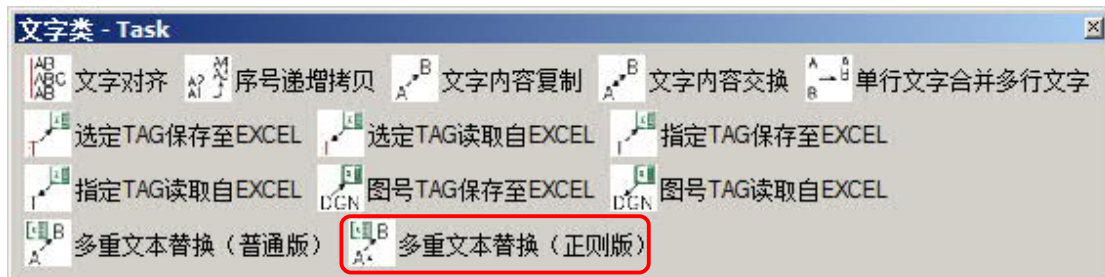 文字类 - Task
文字对齐 序号递增拷贝 文字内容复制 文字内容交换 单行文字合并多行文字
选定TAG保存至EXCEL 选定TAG读取自EXCEL 指定TAG保存至EXCEL
指定TAG读取自EXCEL 图号TAG保存至EXCEL 图号TAG读取自EXCEL
多重文本替换（普通版） 多重文本替换（正则版）